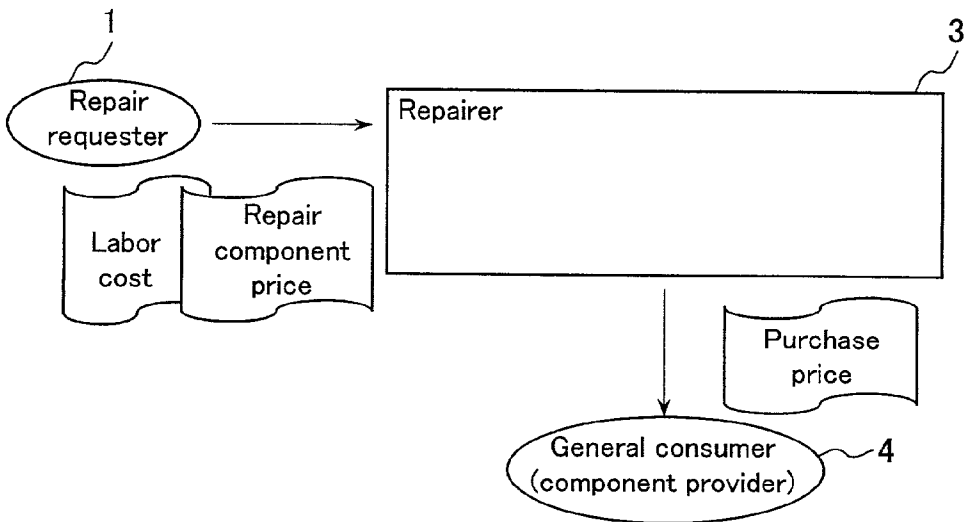 1
3
Repair
requester
Repairer
Labor
cost
Repair
component
price
Purchase
price
General consumer
(component provider)
4